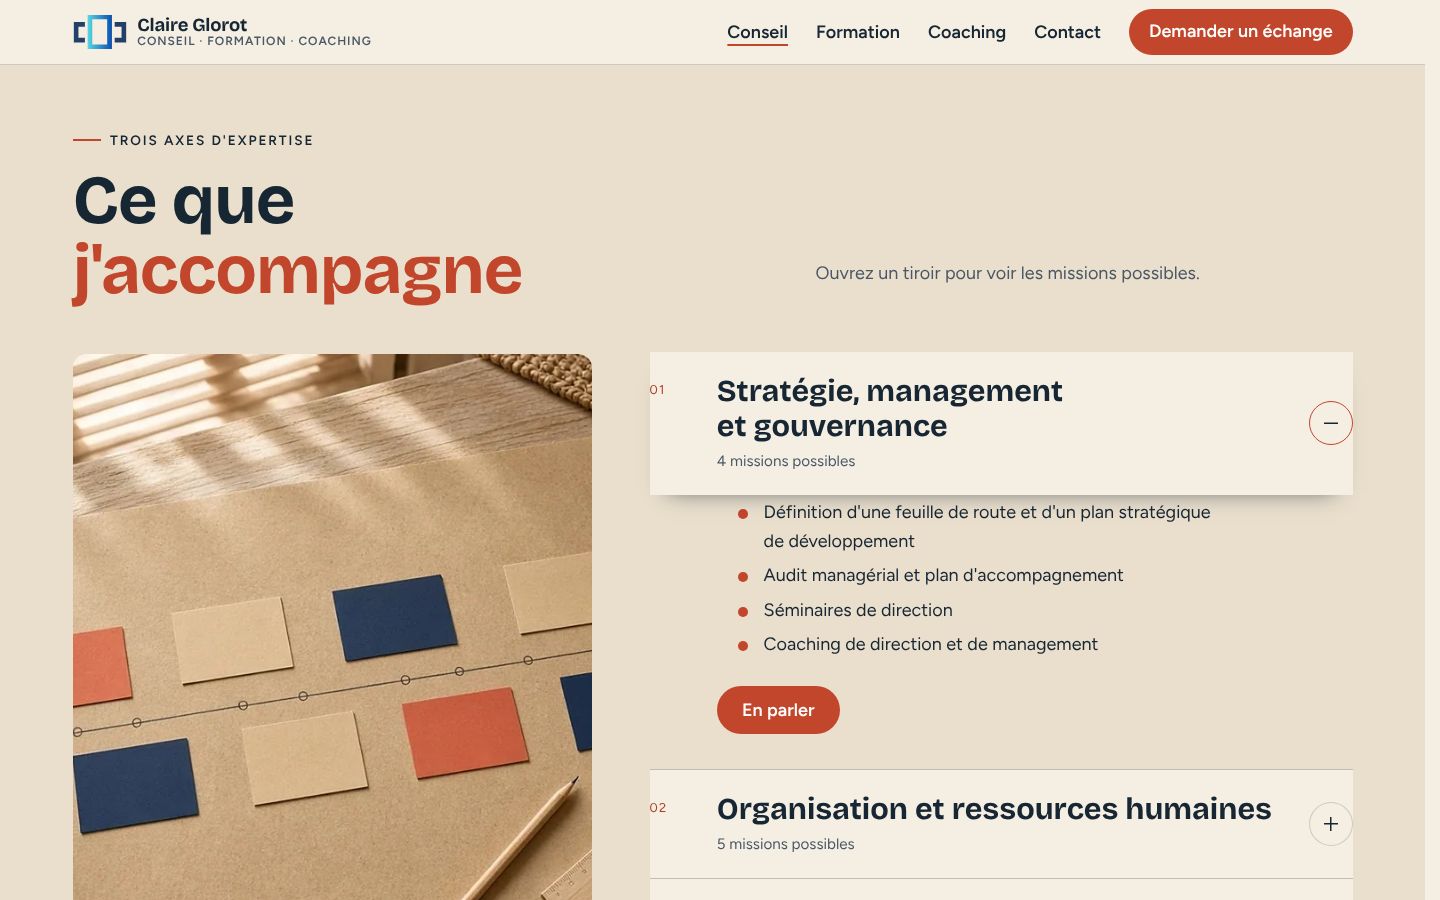 Claire Glorot
CONSEIL · FORMATION · COACHING
Conseil
Formation
Coaching
Contact
Demander un échange
TROIS AXES D'EXPERTISE
Ce que
j'accompagne
Ouvrez un tiroir pour voir les missions possibles.
01
Stratégie, management
et gouvernance
4 missions possibles
Définition d'une feuille de route et d'un plan stratégique
de développement
Audit managérial et plan d'accompagnement
Séminaires de direction
Coaching de direction et de management
En parler
02
Organisation et ressources humaines
5 missions possibles